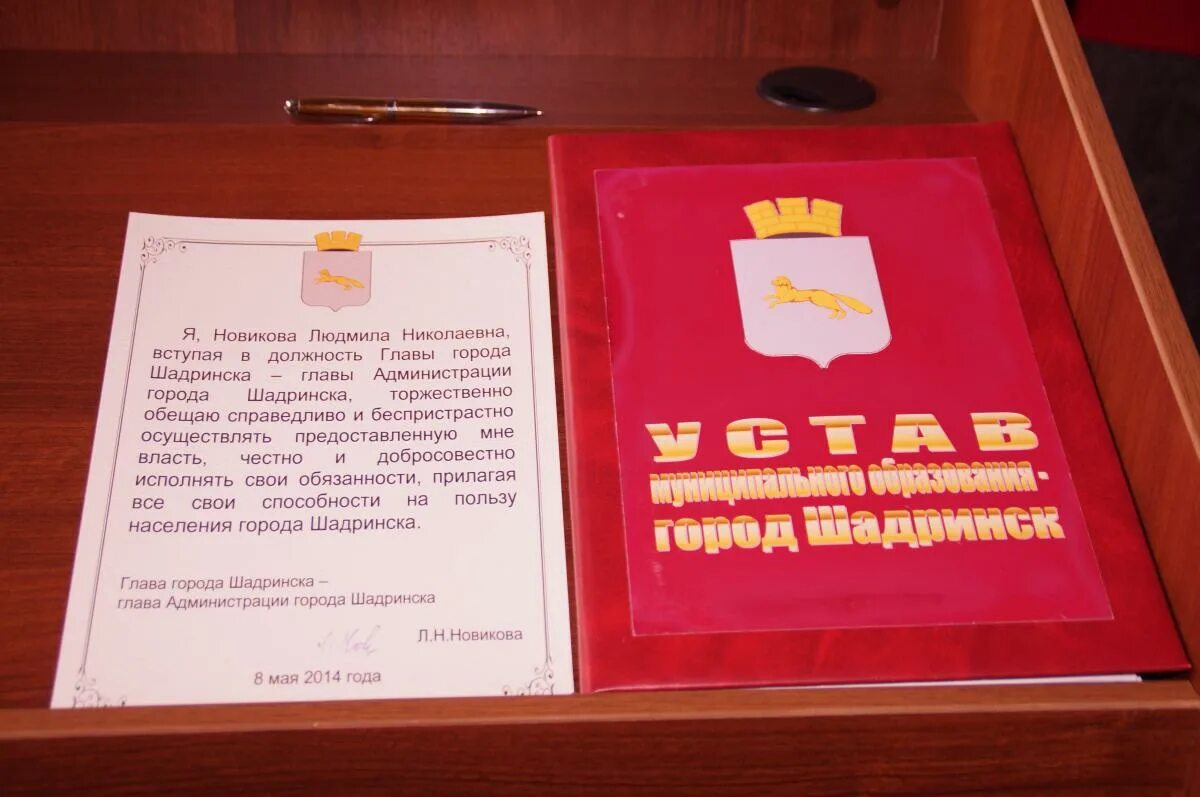 Я, Новикова Людмила Николаевна,
вступая в должность Главы города
Шадринска – главы Администрации
города Шадринска, торжественно
обещаю справедливо и беспристрастно
осуществлять предоставленную мне
власть, честно и добросовестно
исполнять свои обязанности, прилагая
все свои способности на пользу
населения города Шадринска.
Глава города Шадринска –
глава Администрации города Шадринска
Л.Н.Новикова
8 мая 2014 года
УСТАВ
муниципального образования -
город Шадринск